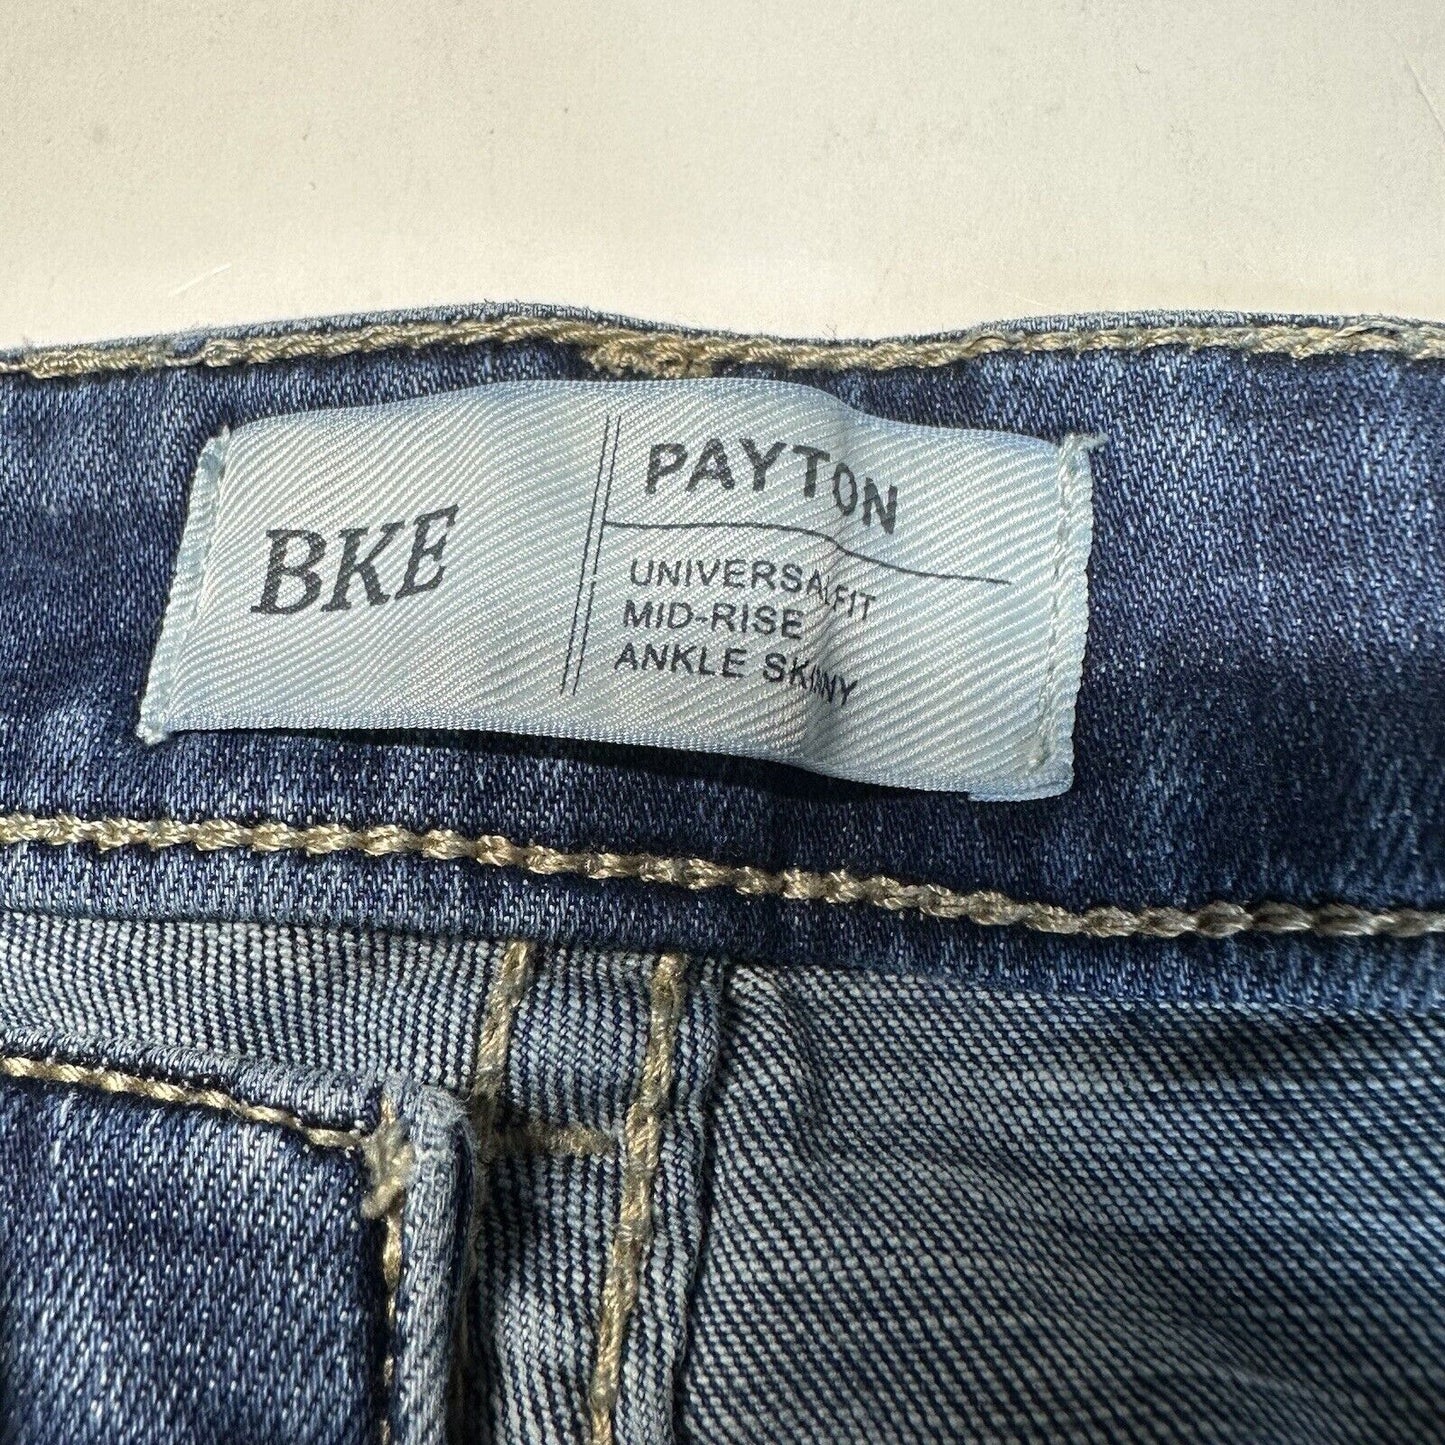 BKE
PAYTON
UNIVERSAL FIT
MID-RISE
ANKLE SKINNY